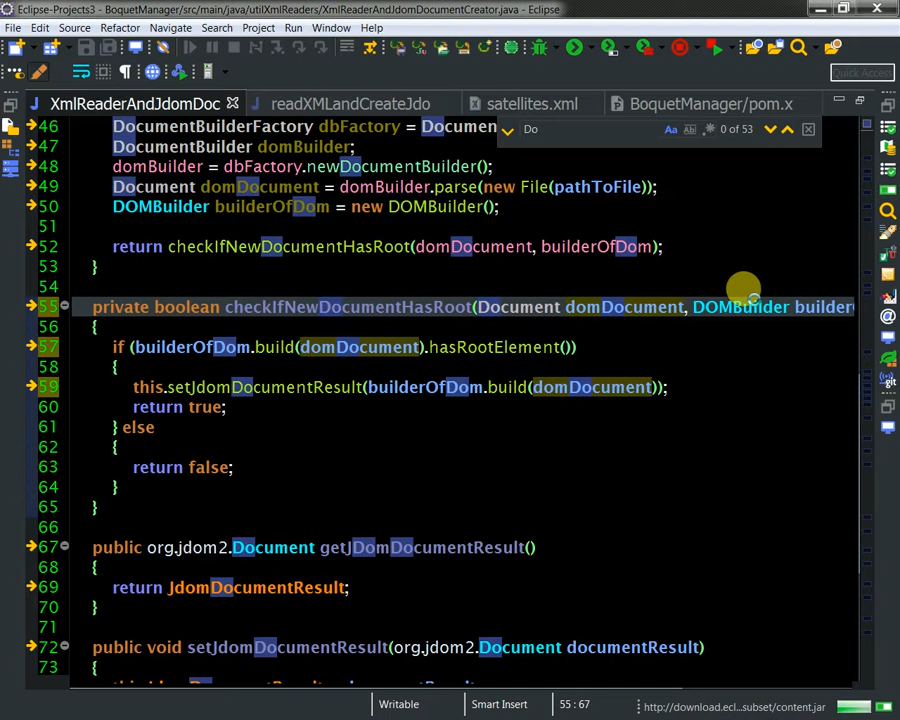 Eclipse-Projects3 - BoquetManager/src/main/java/utilXmlReaders/XmlReaderAndJdomDocumentCreator.java - Eclipse
File Edit Source Refactor Navigate Search Project Run Window Help
Quick Access
XmlReaderAndJdomDoc readXMLandCreateJdo satellites.xml BoquetManager/pom.x
Do Aa Ab 0 of 53
46 DocumentBuilderFactory dbFactory = Documen
47 DocumentBuilder domBuilder;
48 domBuilder = dbFactory.newDocumentBuilder();
49 Document domDocument = domBuilder.parse(new File(pathToFile));
50 DOMBuilder builderOfDom = new DOMBuilder();
51
52 return checkIfNewDocumentHasRoot(domDocument, builderOfDom);
53 }
54
55 private boolean checkIfNewDocumentHasRoot(Document domDocument, DOMBuilder builder
56 {
57 if (builderOfDom.build(domDocument).hasRootElement())
58 {
59 this.setJdomDocumentResult(builderOfDom.build(domDocument));
60 return true;
61 } else
62 {
63 return false;
64 }
65 }
66
67 public org.jdom2.Document getJDomDocumentResult()
68 {
69 return JdomDocumentResult;
70 }
71
72 public void setJdomDocumentResult(org.jdom2.Document documentResult)
73 {
Writable Smart Insert 55 : 67 http://download.ecl...subset/content.jar